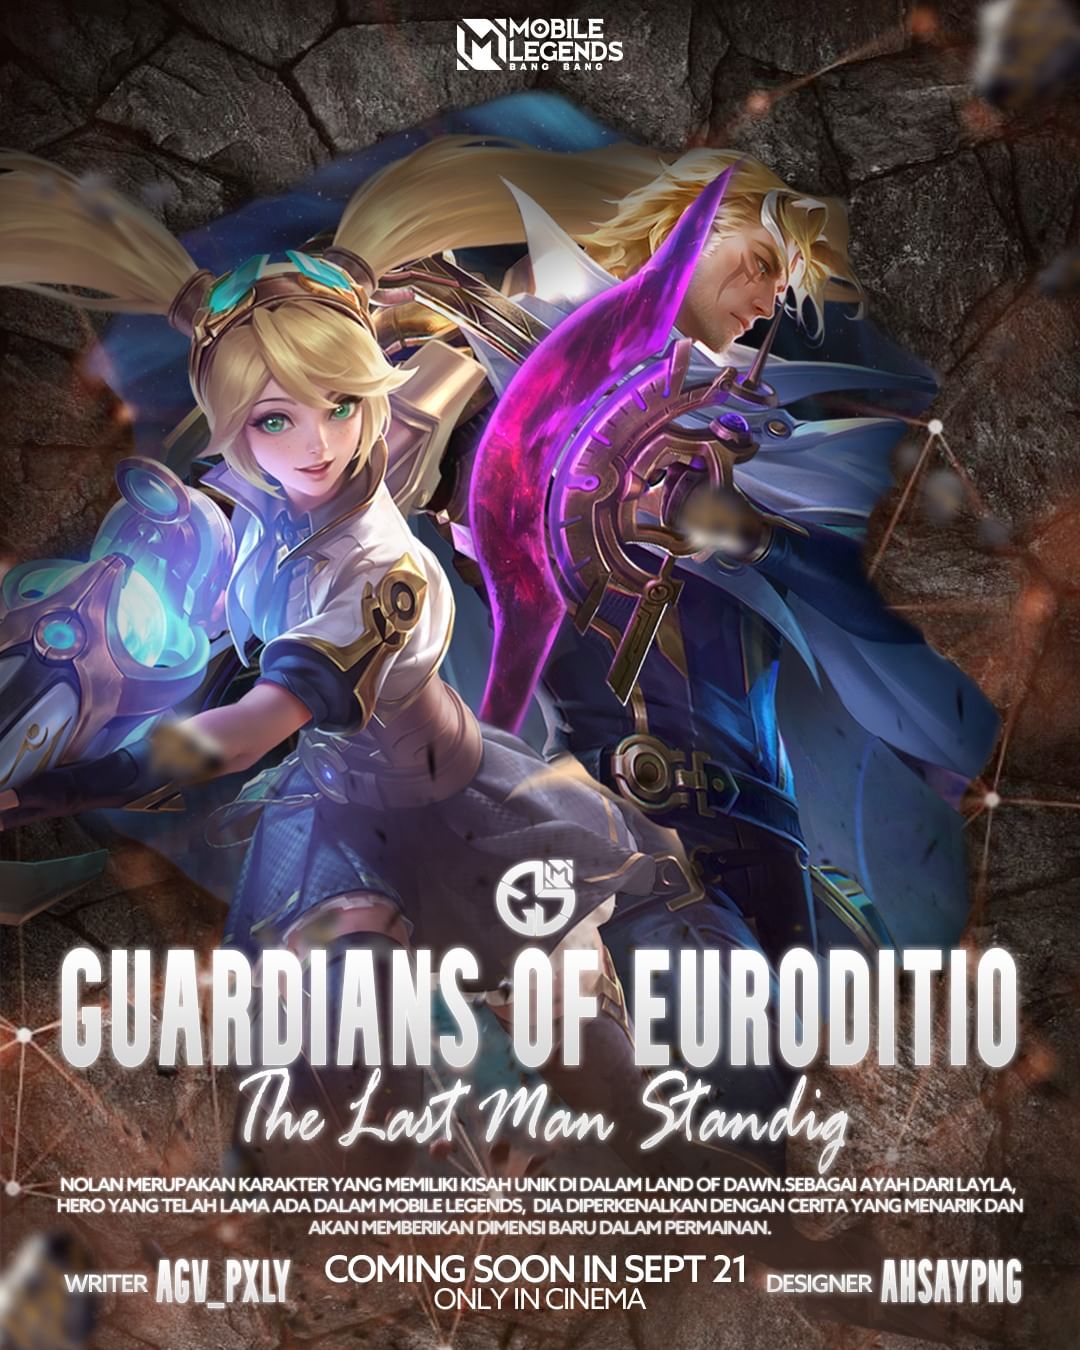 MOBILE
LEGENDS
BANG BANG
GUARDIANS OF EURODITIO
The Last Man Standig
NOLAN MERUPAKAN KARAKTER YANG MEMILIKI KISAH UNIK DI DALAM LAND OF DAWN.SEBAGAI AYAH DARI LAYLA,
HERO YANG TELAH LAMA ADA DALAM MOBILE LEGENDS, DIA DIPERKENALKAN DENGAN CERITA YANG MENARIK DAN
AKAN MEMBERIKAN DIMENSI BARU DALAM PERMAINAN.
WRITER AGV_PXLY
COMING SOON IN SEPT 21
ONLY IN CINEMA
DESIGNER AHSAYPNG